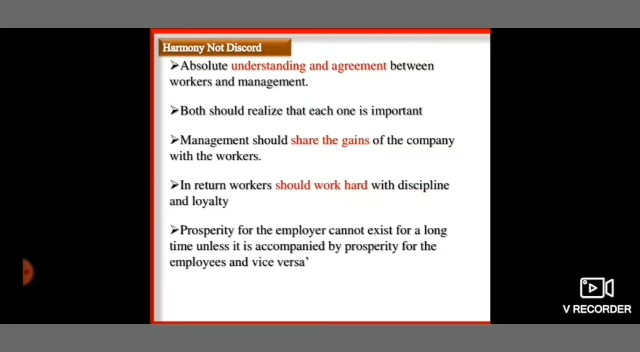 Harmony Not Discord
➢Absolute understanding and agreement between
workers and management.
➢Both should realize that each one is important
➢Management should share the gains of the company
with the workers.
➢In return workers should work hard with discipline
and loyalty
➢Prosperity for the employer cannot exist for a long
time unless it is accompanied by prosperity for the
employees and vice versa’
V RECORDER